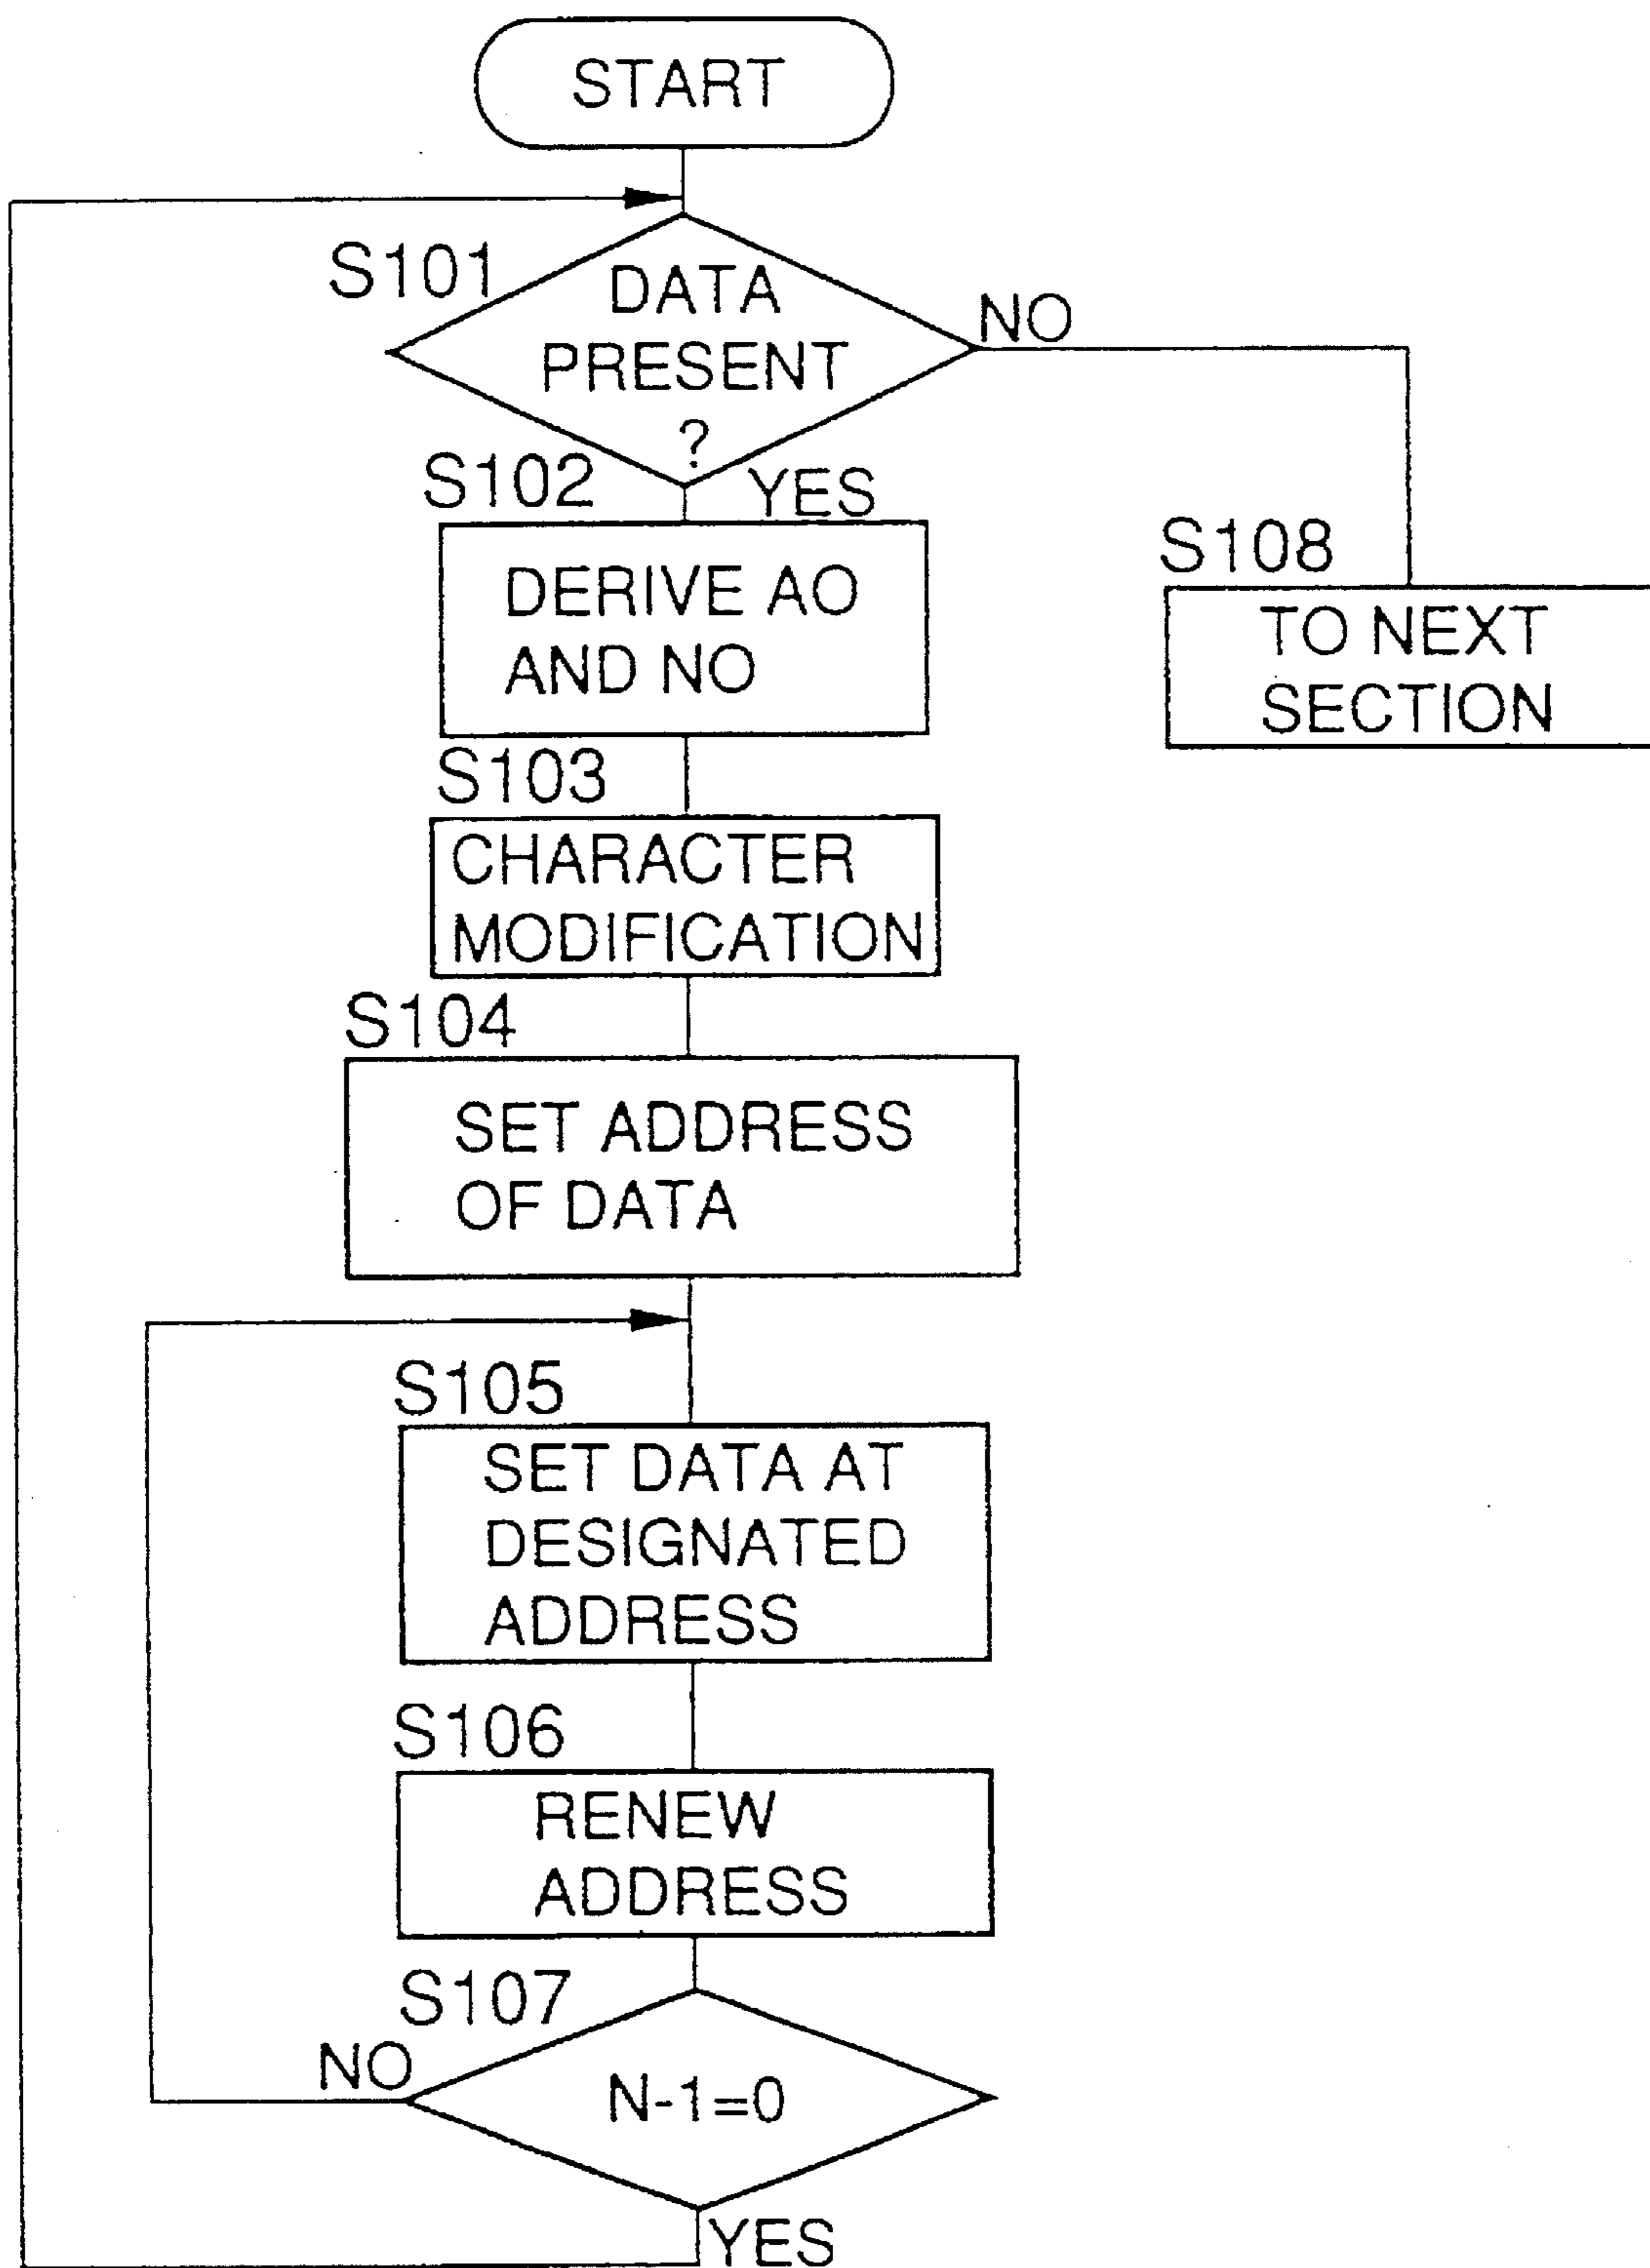 START
S101
DATA
PRESENT
?
NO
S102
YES
DERIVE AO
AND NO
S108
TO NEXT
SECTION
S103
CHARACTER
MODIFICATION
S104
SET ADDRESS
OF DATA
S105
SET DATA AT
DESIGNATED
ADDRESS
S106
RENEW
ADDRESS
S107
NO
N-1=0
YES